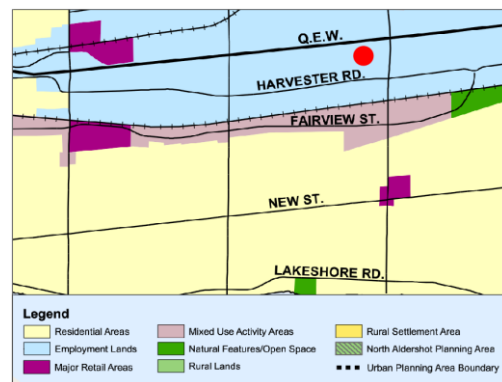 Q.E.W.
HARVESTER RD.
FAIRVIEW ST.
NEW ST.
LAKESHORE RD.
Legend
Residential Areas
Employment Lands
Major Retail Areas
Mixed Use Activity Areas
Natural Features/Open Space
Rural Lands
Rural Settlement Area
North Aldershot Planning Area
Urban Planning Area Boundary